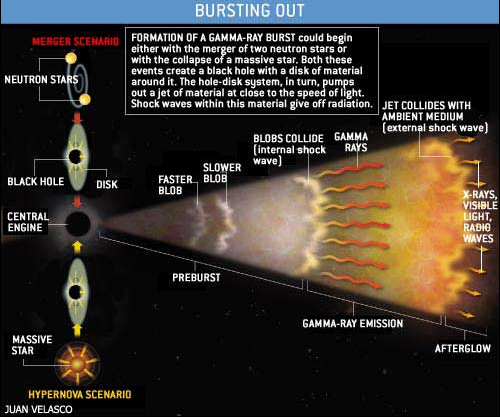 BURSTING OUT
MERGER SCENARIO
FORMATION OF A GAMMA-RAY BURST could begin
either with the merger of two neutron stars or
with the collapse of a massive star. Both these
events create a black hole with a disk of material
around it. The hole-disk system, in turn, pumps
out a jet of material at close to the speed of light.
Shock waves within this material give off radiation.
NEUTRON STARS
JET COLLIDES WITH
AMBIENT MEDIUM
(external shock wave)
BLOBS COLLIDE
(internal shock
wave)
GAMMA
RAYS
SLOWER
BLOB
FASTER
BLOB
BLACK HOLE
DISK
X-RAYS,
VISIBLE
LIGHT,
RADIO
WAVES
CENTRAL
ENGINE
PREBURST
GAMMA-RAY EMISSION
AFTERGLOW
MASSIVE
STAR
HYPERNOVA SCENARIO
JUAN VELASCO